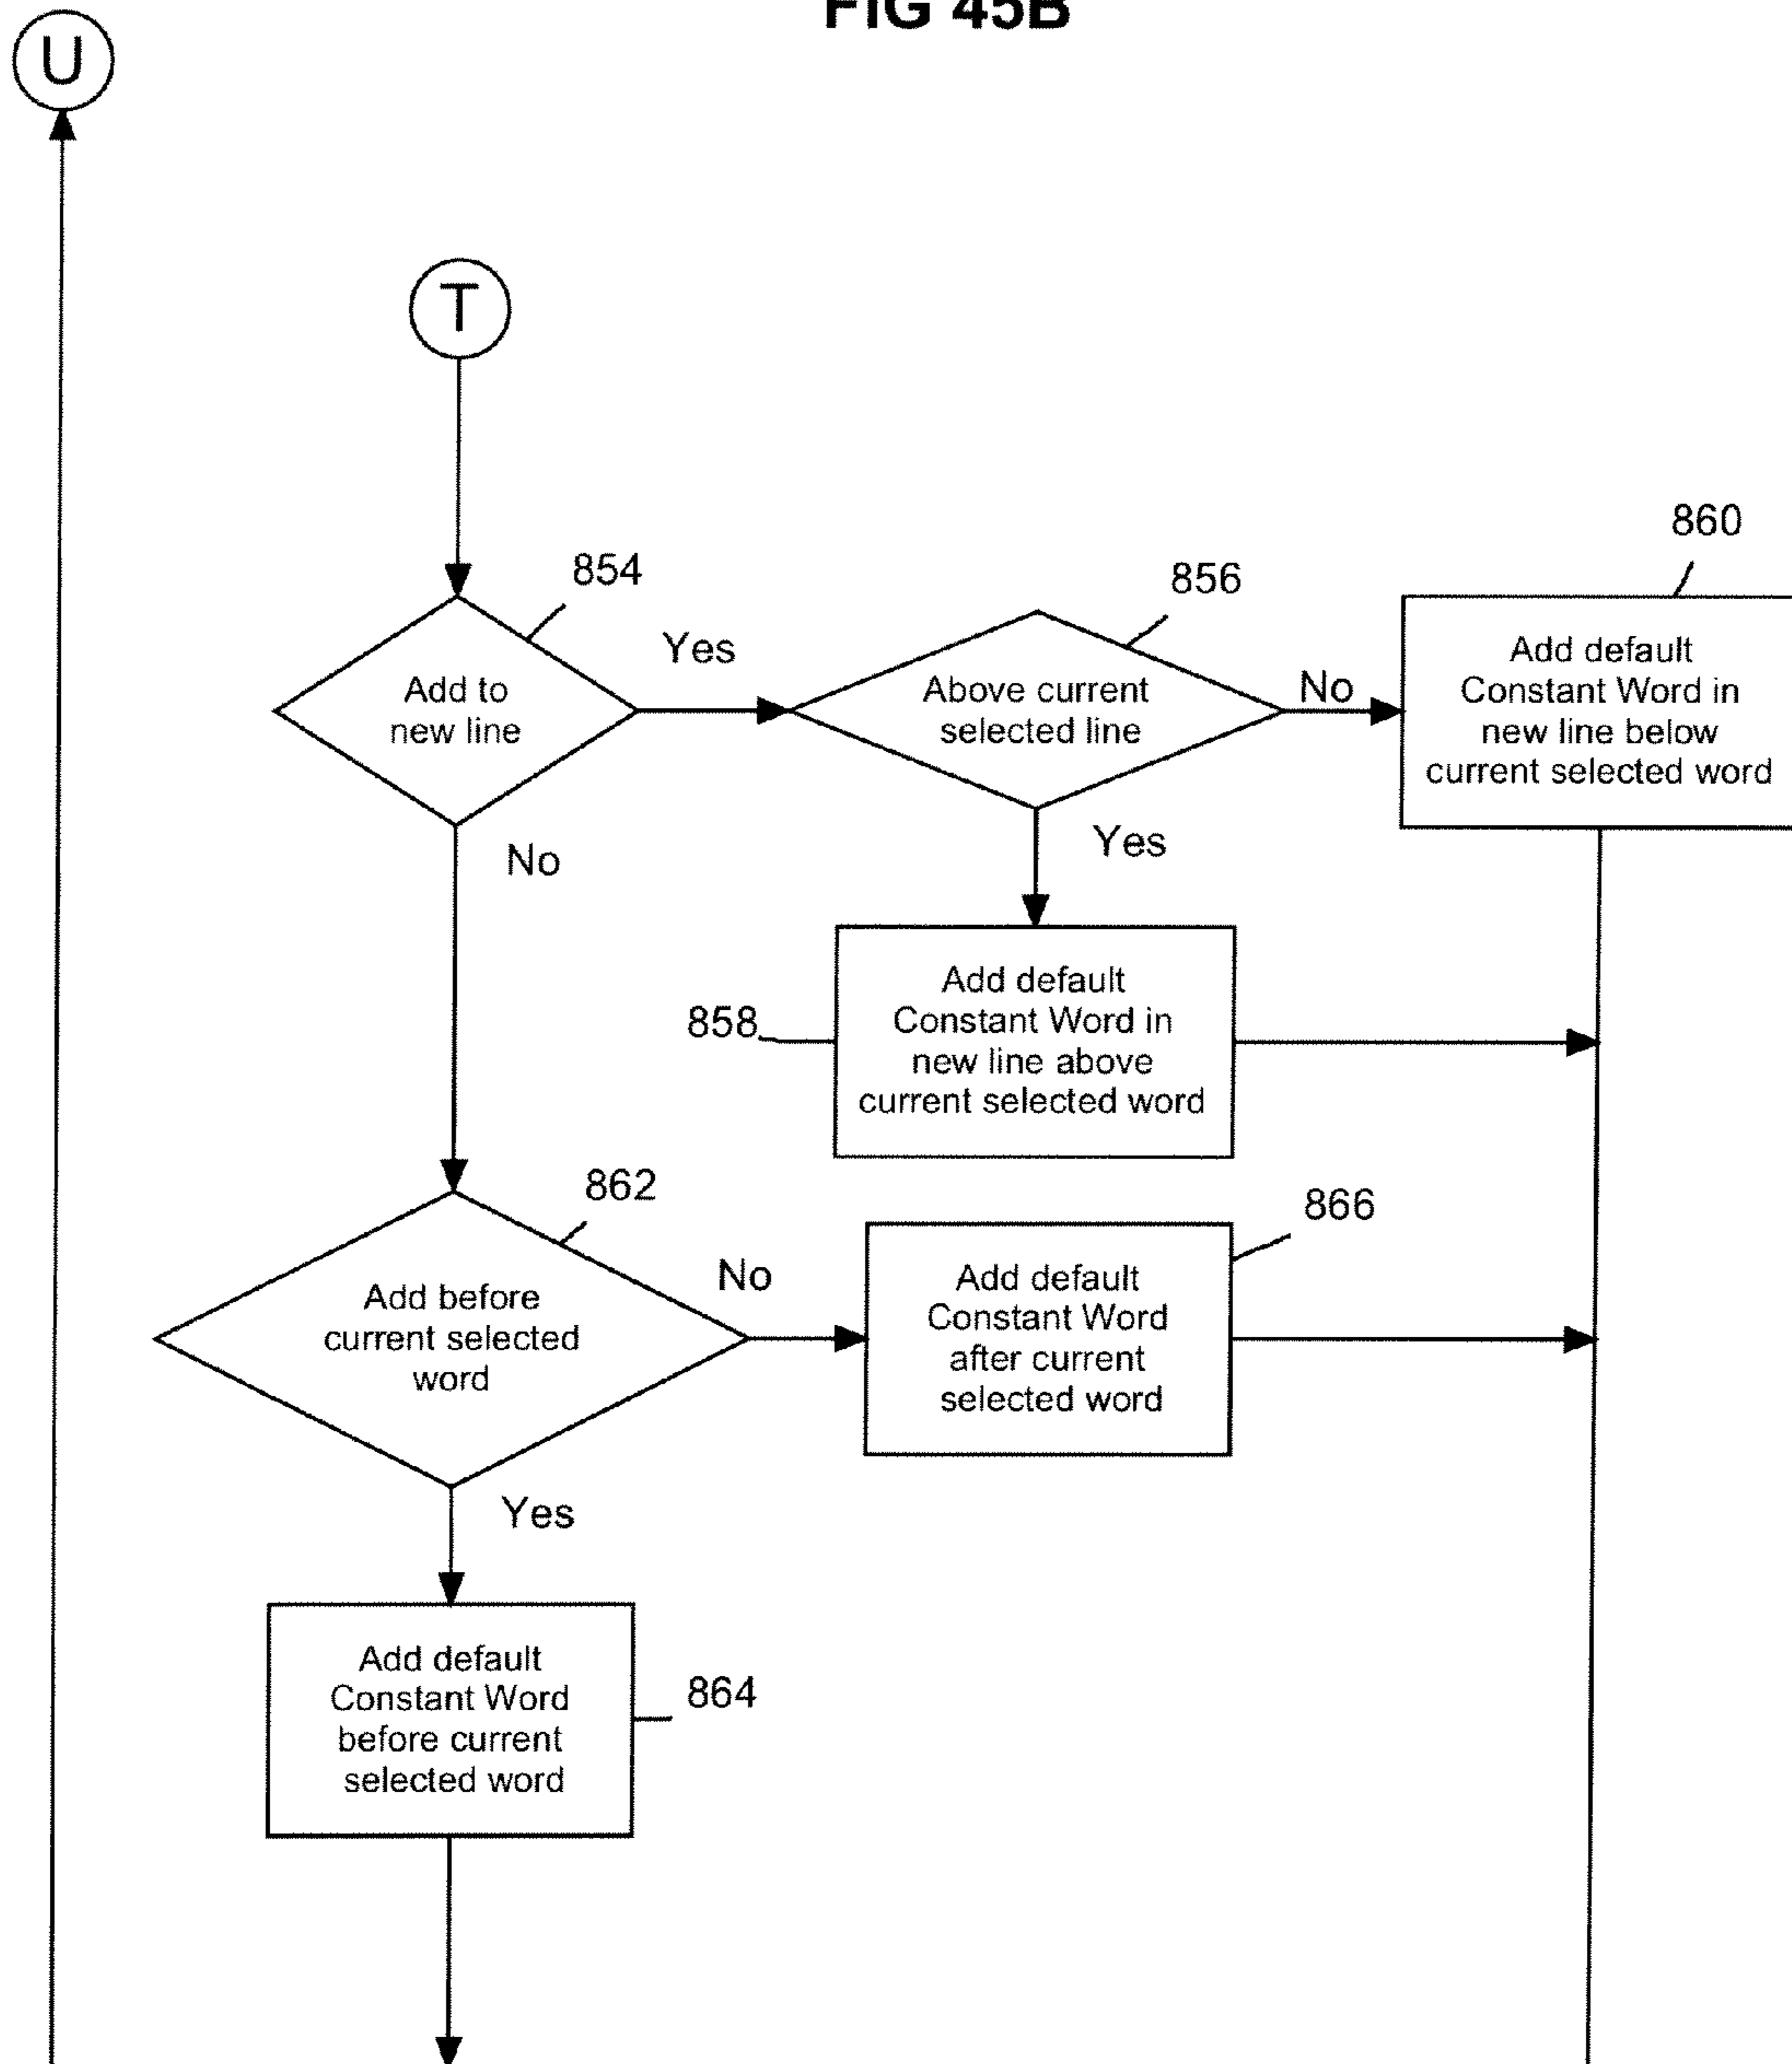 FIG 45B
U
T
860
854
856
Yes
Add to
new line
Above current
selected line
No
Add default
Constant Word in
new line below
current selected word
No
Yes
Add default
Constant Word in
new line above
current selected word
858
862
866
No
Add before
current selected
word
Add default
Constant Word
after current
selected word
Yes
Add default
Constant Word
before current
selected word
864